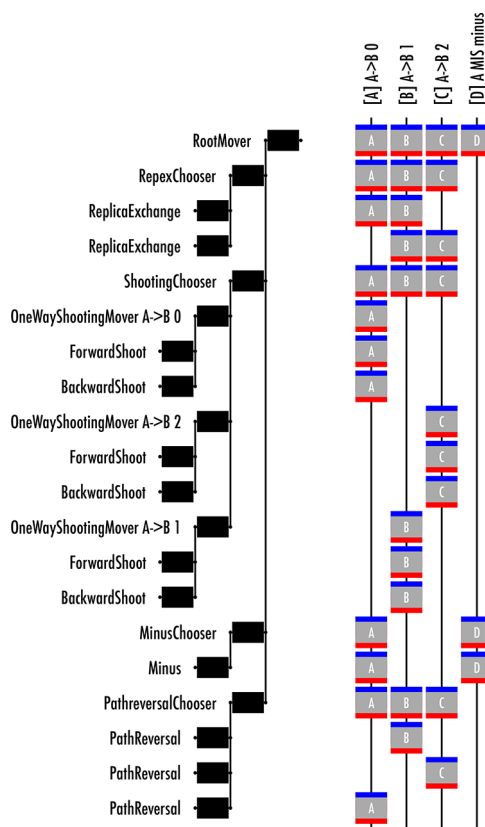 [A] A->B 0
[B] A->B 1
[C] A->B 2
[D] A MIS minus
RootMover A B C D
RepexChooser A B C
ReplicaExchange A B
ReplicaExchange B C
ShootingChooser A B C
OneWayShootingMover A->B 0 A
ForwardShoot A
BackwardShoot A
OneWayShootingMover A->B 2 C
ForwardShoot C
BackwardShoot C
OneWayShootingMover A->B 1 B
ForwardShoot B
BackwardShoot B
MinusChooser A D
Minus A D
PathreversalChooser A B C
PathReversal B
PathReversal C
PathReversal A